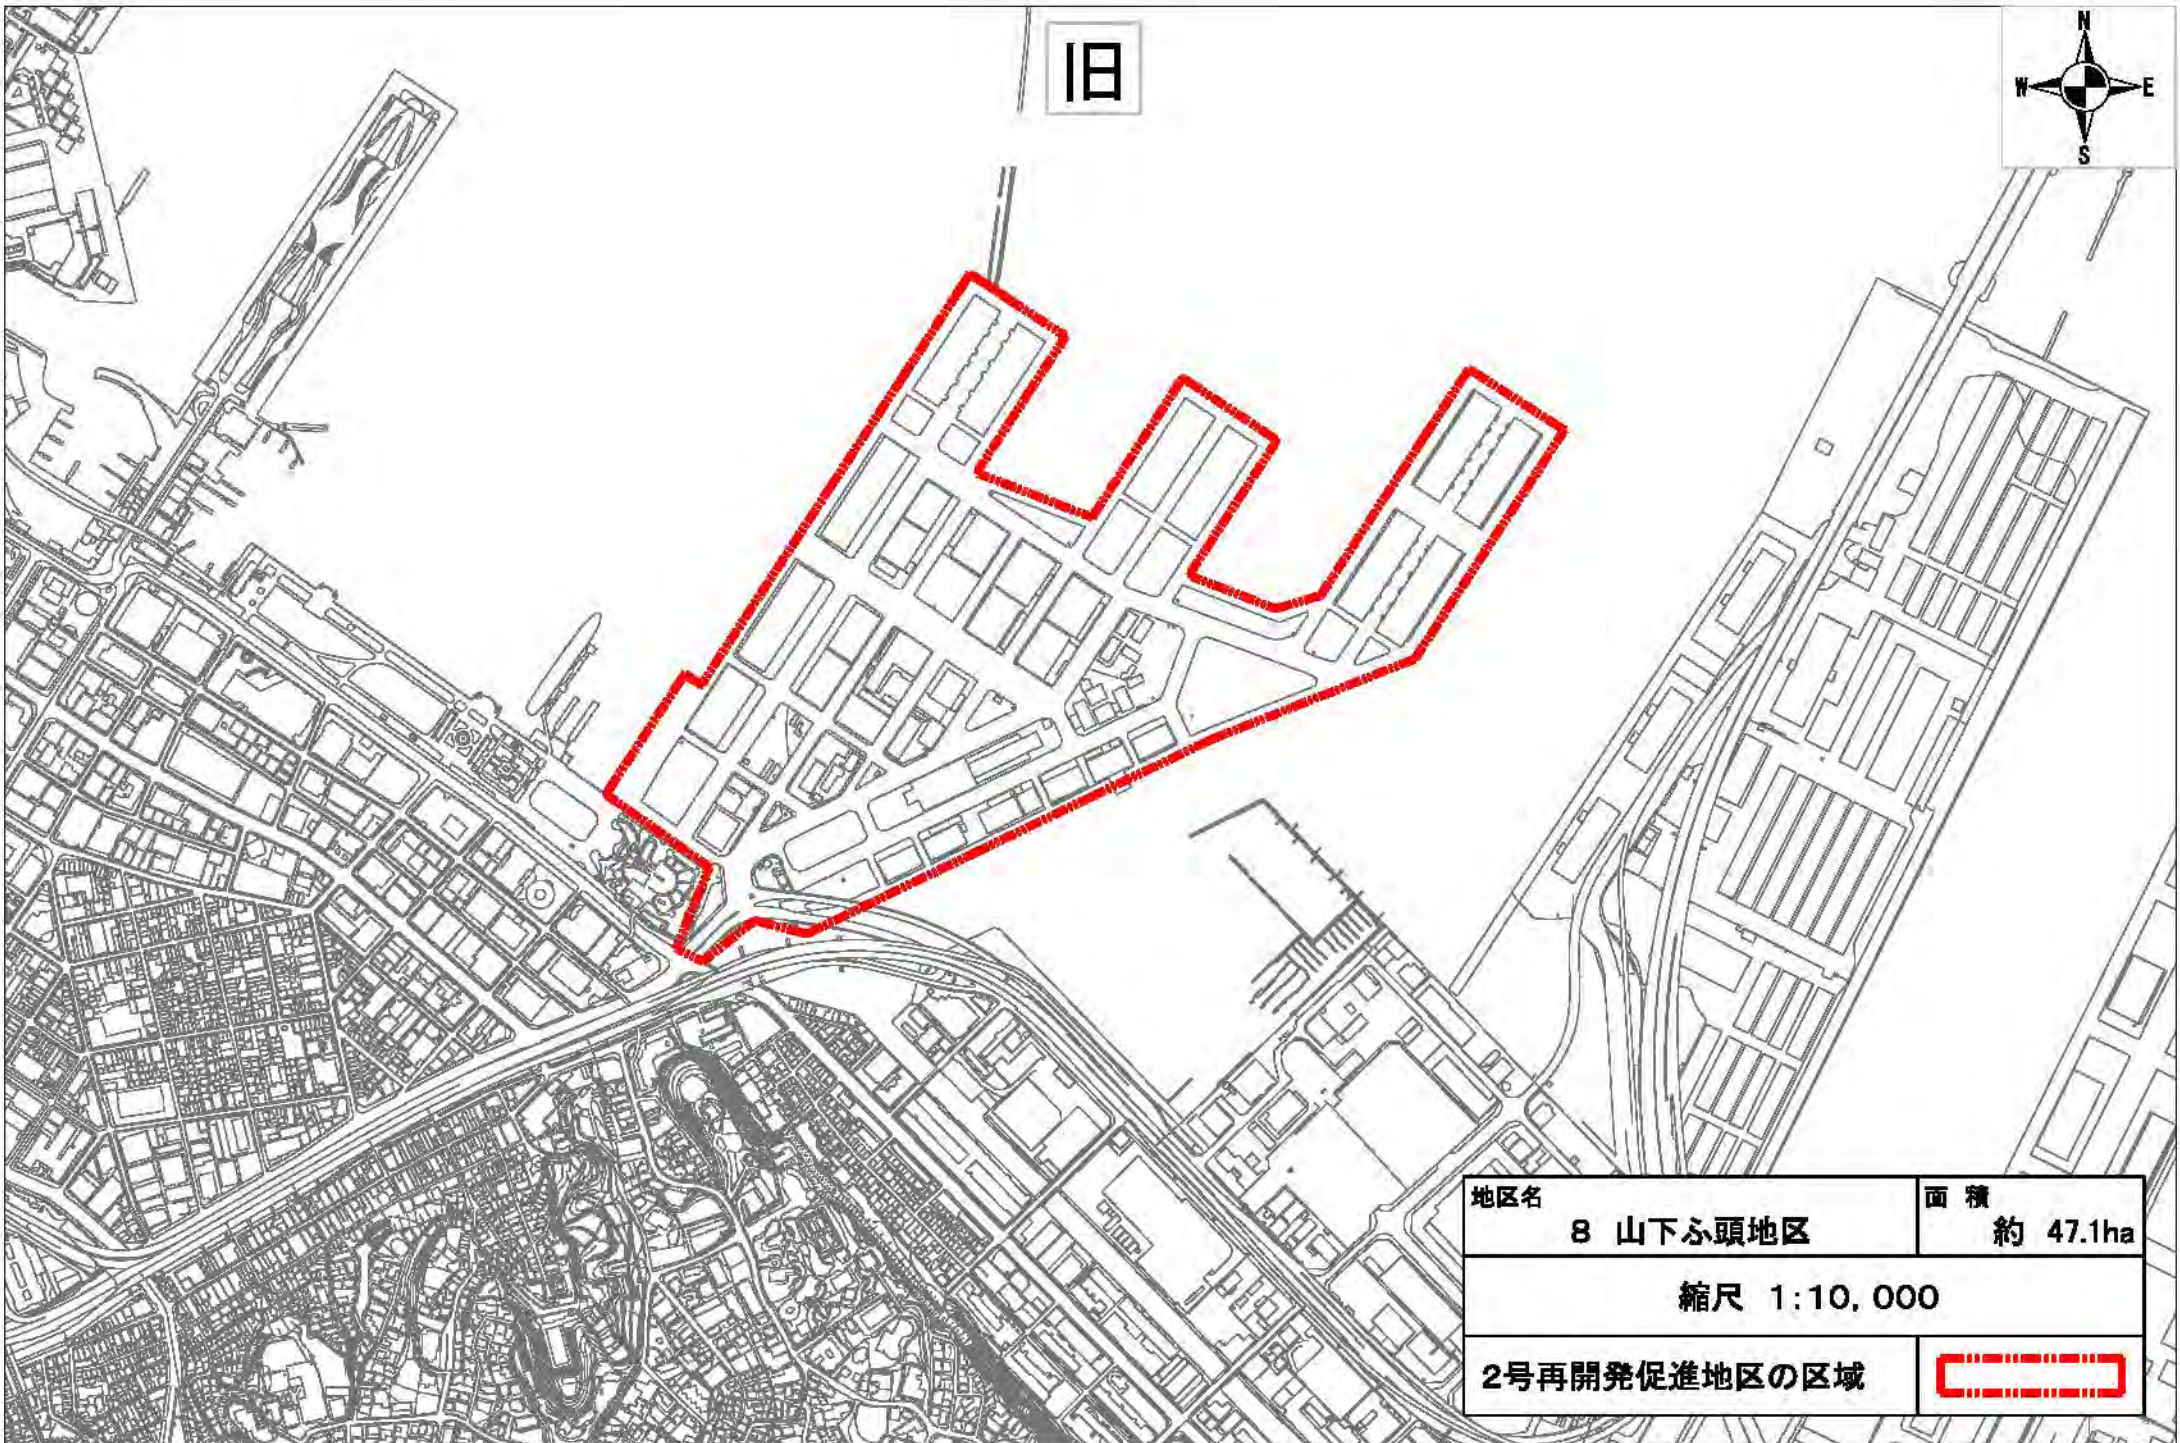 旧
N
W E
S
地区名
8 山下ふ頭地区
面 積
約 47.1ha
縮尺 1:10,000
2号再開発促進地区の区域